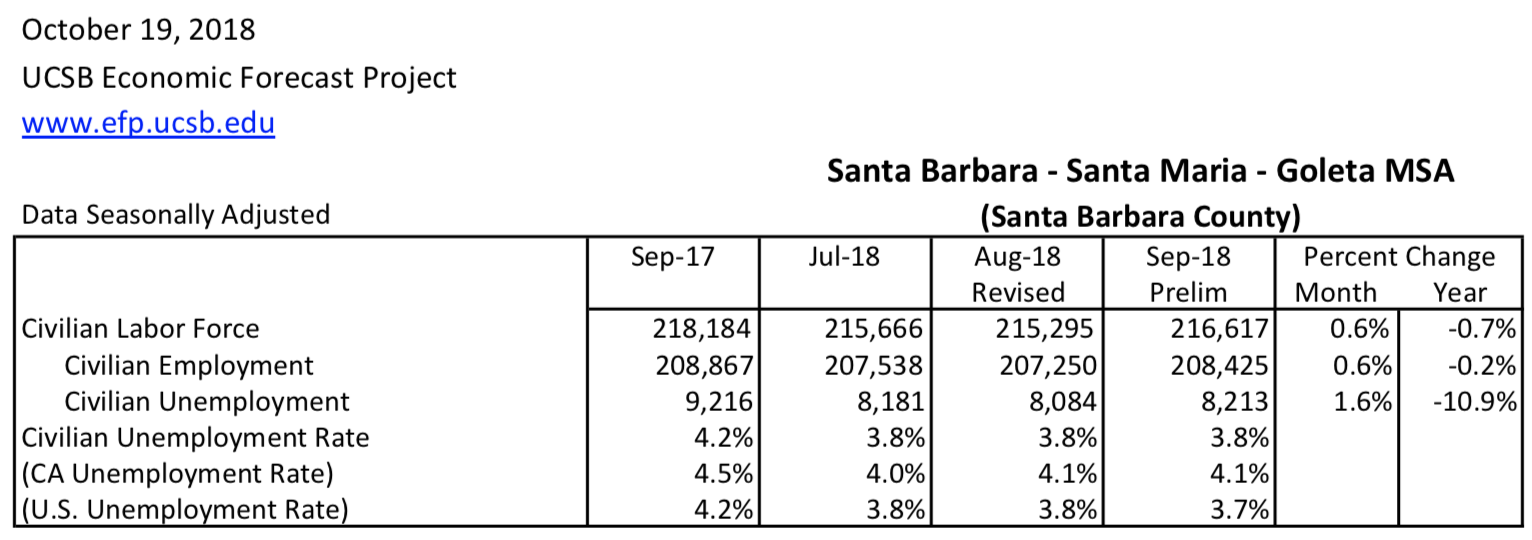 October 19, 2018
UCSB Economic Forecast Project
www.efp.ucsb.edu
Santa Barbara - Santa Maria - Goleta MSA
Data Seasonally Adjusted (Santa Barbara County)
Sep-17 Jul-18 Aug-18 Sep-18 Percent Change
Revised Prelim Month Year
Civilian Labor Force 218,184 215,666 215,295 216,617 0.6% -0.7%
Civilian Employment 208,867 207,538 207,250 208,425 0.6% -0.2%
Civilian Unemployment 9,216 8,181 8,084 8,213 1.6% -10.9%
Civilian Unemployment Rate 4.2% 3.8% 3.8% 3.8%
(CA Unemployment Rate) 4.5% 4.0% 4.1% 4.1%
(U.S. Unemployment Rate) 4.2% 3.8% 3.8% 3.7%